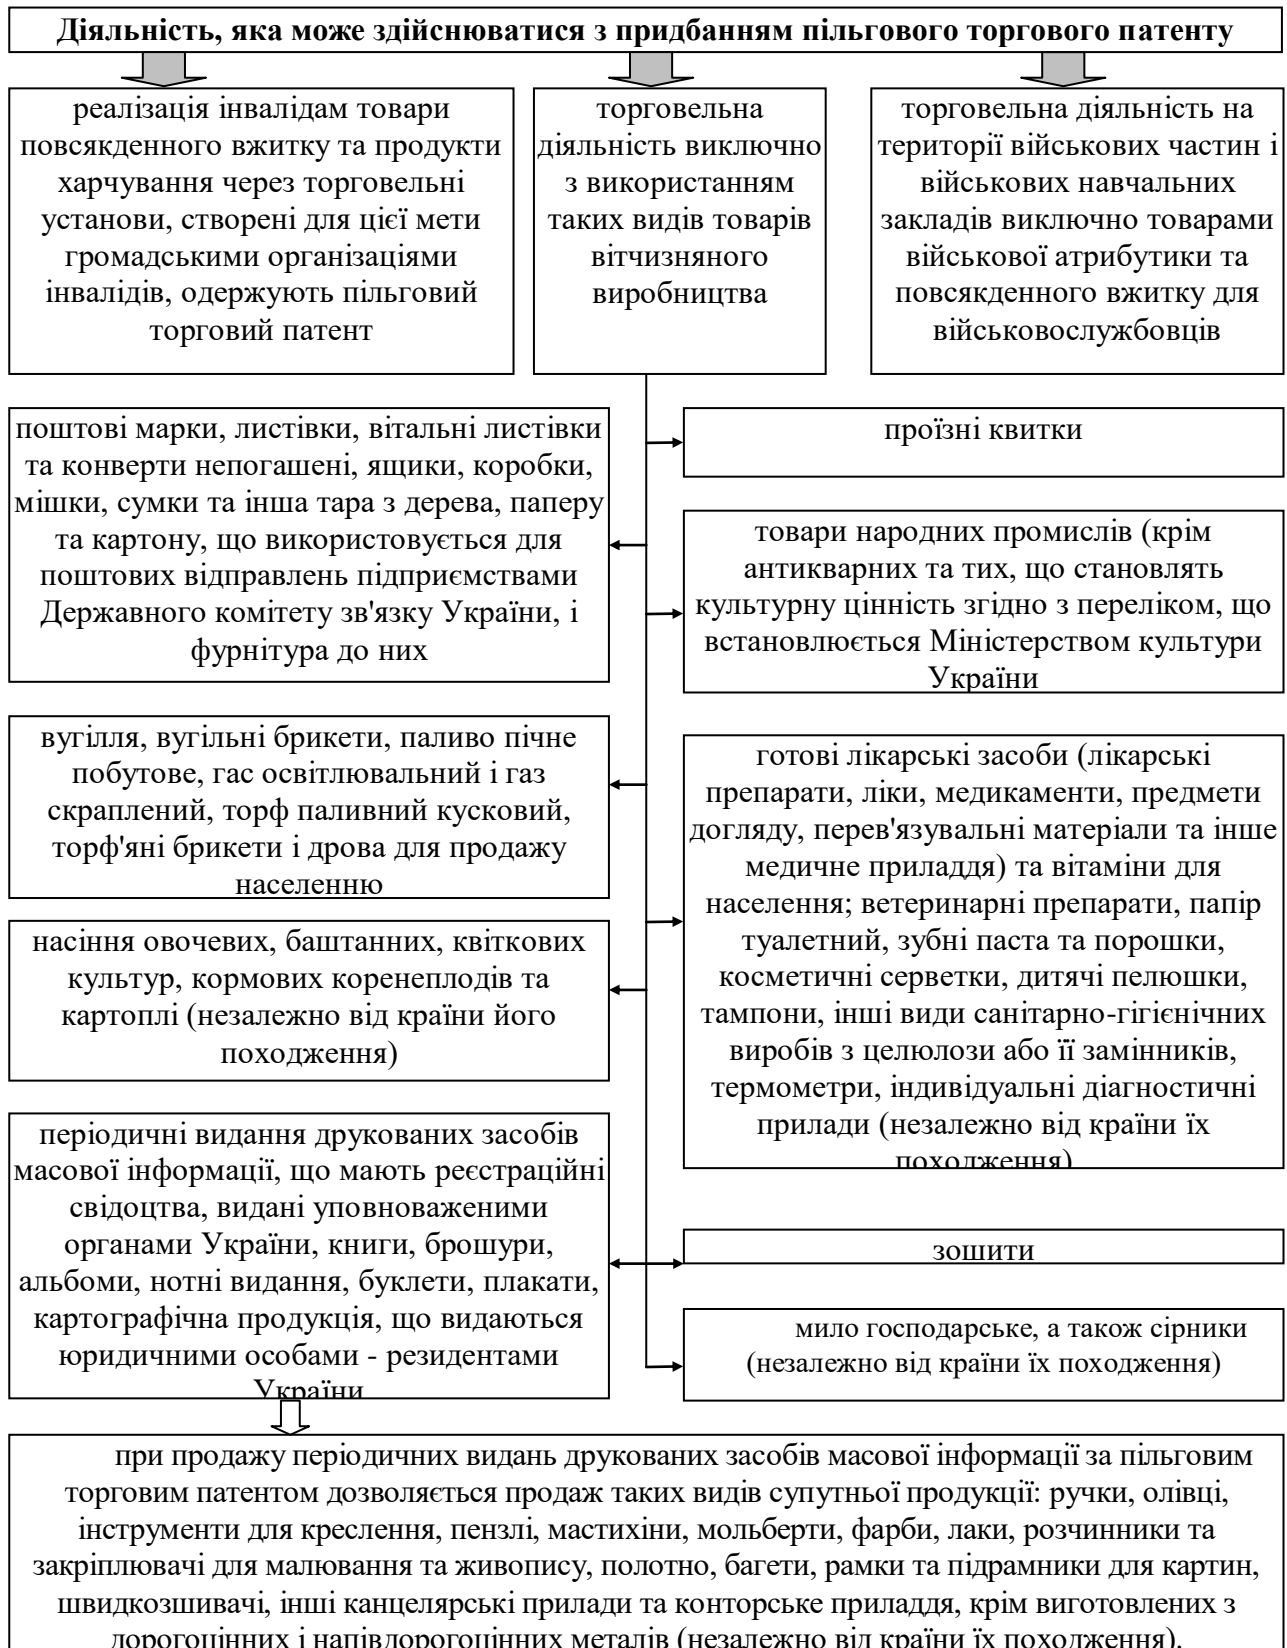 Діяльність, яка може здійснюватися з придбанням пільгового торгового патенту
реалізація інвалідам товари
повсякденного вжитку та продукти
харчування через торговельні
установи, створені для цієї мети
громадськими організаціями
інвалідів, одержують пільговий
торговий патент
торговельна
діяльність виключно
з використанням
таких видів товарів
вітчизняного
виробництва
торговельна діяльність на
території військових частин і
військових навчальних
закладів виключно товарами
військової атрибутики та
повсякденного вжитку для
військовослужбовців
поштові марки, листівки, вітальні листівки
та конверти непогашені, ящики, коробки,
мішки, сумки та інша тара з дерева, паперу
та картону, що використовується для
поштових відправлень підприємствами
Державного комітету зв'язку України, і
фурнітура до них
проїзні квитки
товари народних промислів (крім
антикварних та тих, що становлять
культурну цінність згідно з переліком, що
встановлюється Міністерством культури
України
вугілля, вугільні брикети, паливо пічне
побутове, гас освітлювальний і газ
скраплений, торф паливний кусковий,
торф'яні брикети і дрова для продажу
населенню
готові лікарські засоби (лікарські
препарати, ліки, медикаменти, предмети
догляду, перев'язувальні матеріали та інше
медичне приладдя) та вітаміни для
населення; ветеринарні препарати, папір
туалетний, зубні паста та порошки,
косметичні серветки, дитячі пелюшки,
тампони, інші види санітарно-гігієнічних
виробів з целюлози або її замінників,
термометри, індивідуальні діагностичні
прилади (незалежно від країни їх
походження)
насіння овочевих, баштанних, квіткових
культур, кормових коренеплодів та
картоплі (незалежно від країни його
походження)
періодичні видання друкованих засобів
масової інформації, що мають реєстраційні
свідоцтва, видані уповноваженими
органами України, книги, брошури,
альбоми, нотні видання, буклети, плакати,
картографічна продукція, що видаються
юридичними особами - резидентами
України
зошити
мило господарське, а також сірники
(незалежно від країни їх походження)
при продажу періодичних видань друкованих засобів масової інформації за пільговим
торговим патентом дозволяється продаж таких видів супутньої продукції: ручки, олівці,
інструменти для креслення, пензлі, мастихіни, мольберти, фарби, лаки, розчинники та
закріплювачі для малювання та живопису, полотно, багети, рамки та підрамники для картин,
швидкозшивачі, інші канцелярські прилади та конторське приладдя, крім виготовлених з
дорогоцінних і напівдорогоцінних металів (незалежно від країни їх походження).